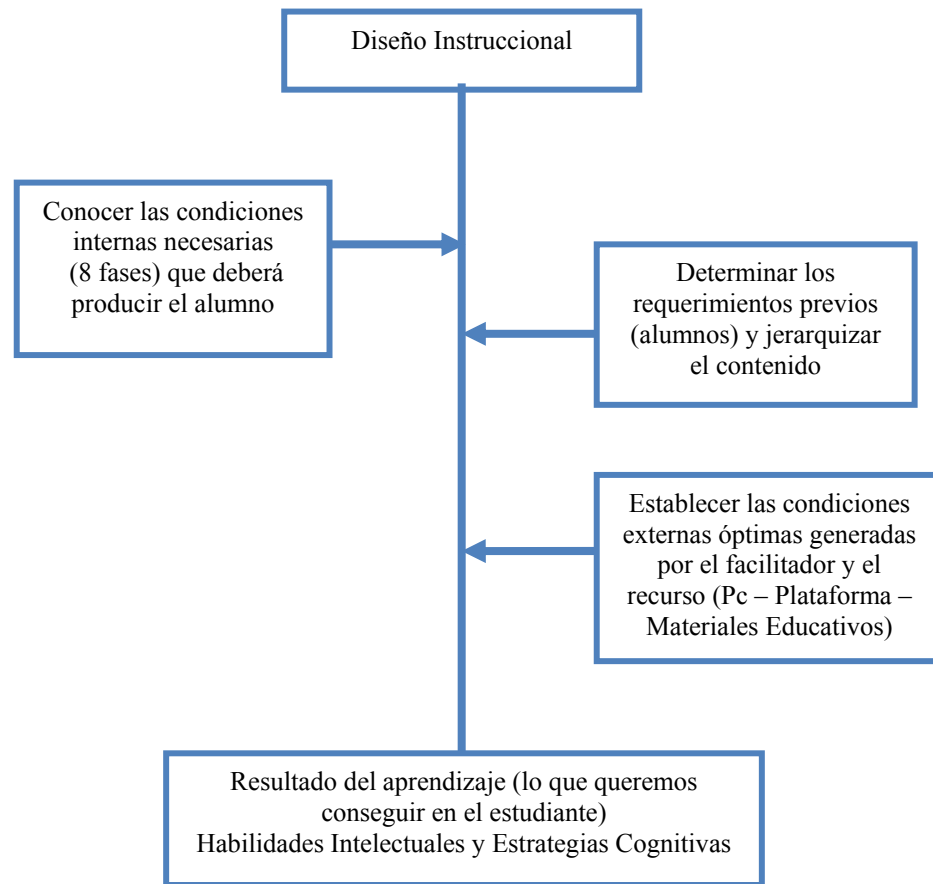 Diseño Instruccional
Conocer las condiciones
internas necesarias
(8 fases) que deberá
producir el alumno
Determinar los
requerimientos previos
(alumnos) y jerarquizar
el contenido
Establecer las condiciones
externas óptimas generadas
por el facilitador y el
recurso (Pc – Plataforma –
Materiales Educativos)
Resultado del aprendizaje (lo que queremos
conseguir en el estudiante)
Habilidades Intelectuales y Estrategias Cognitivas